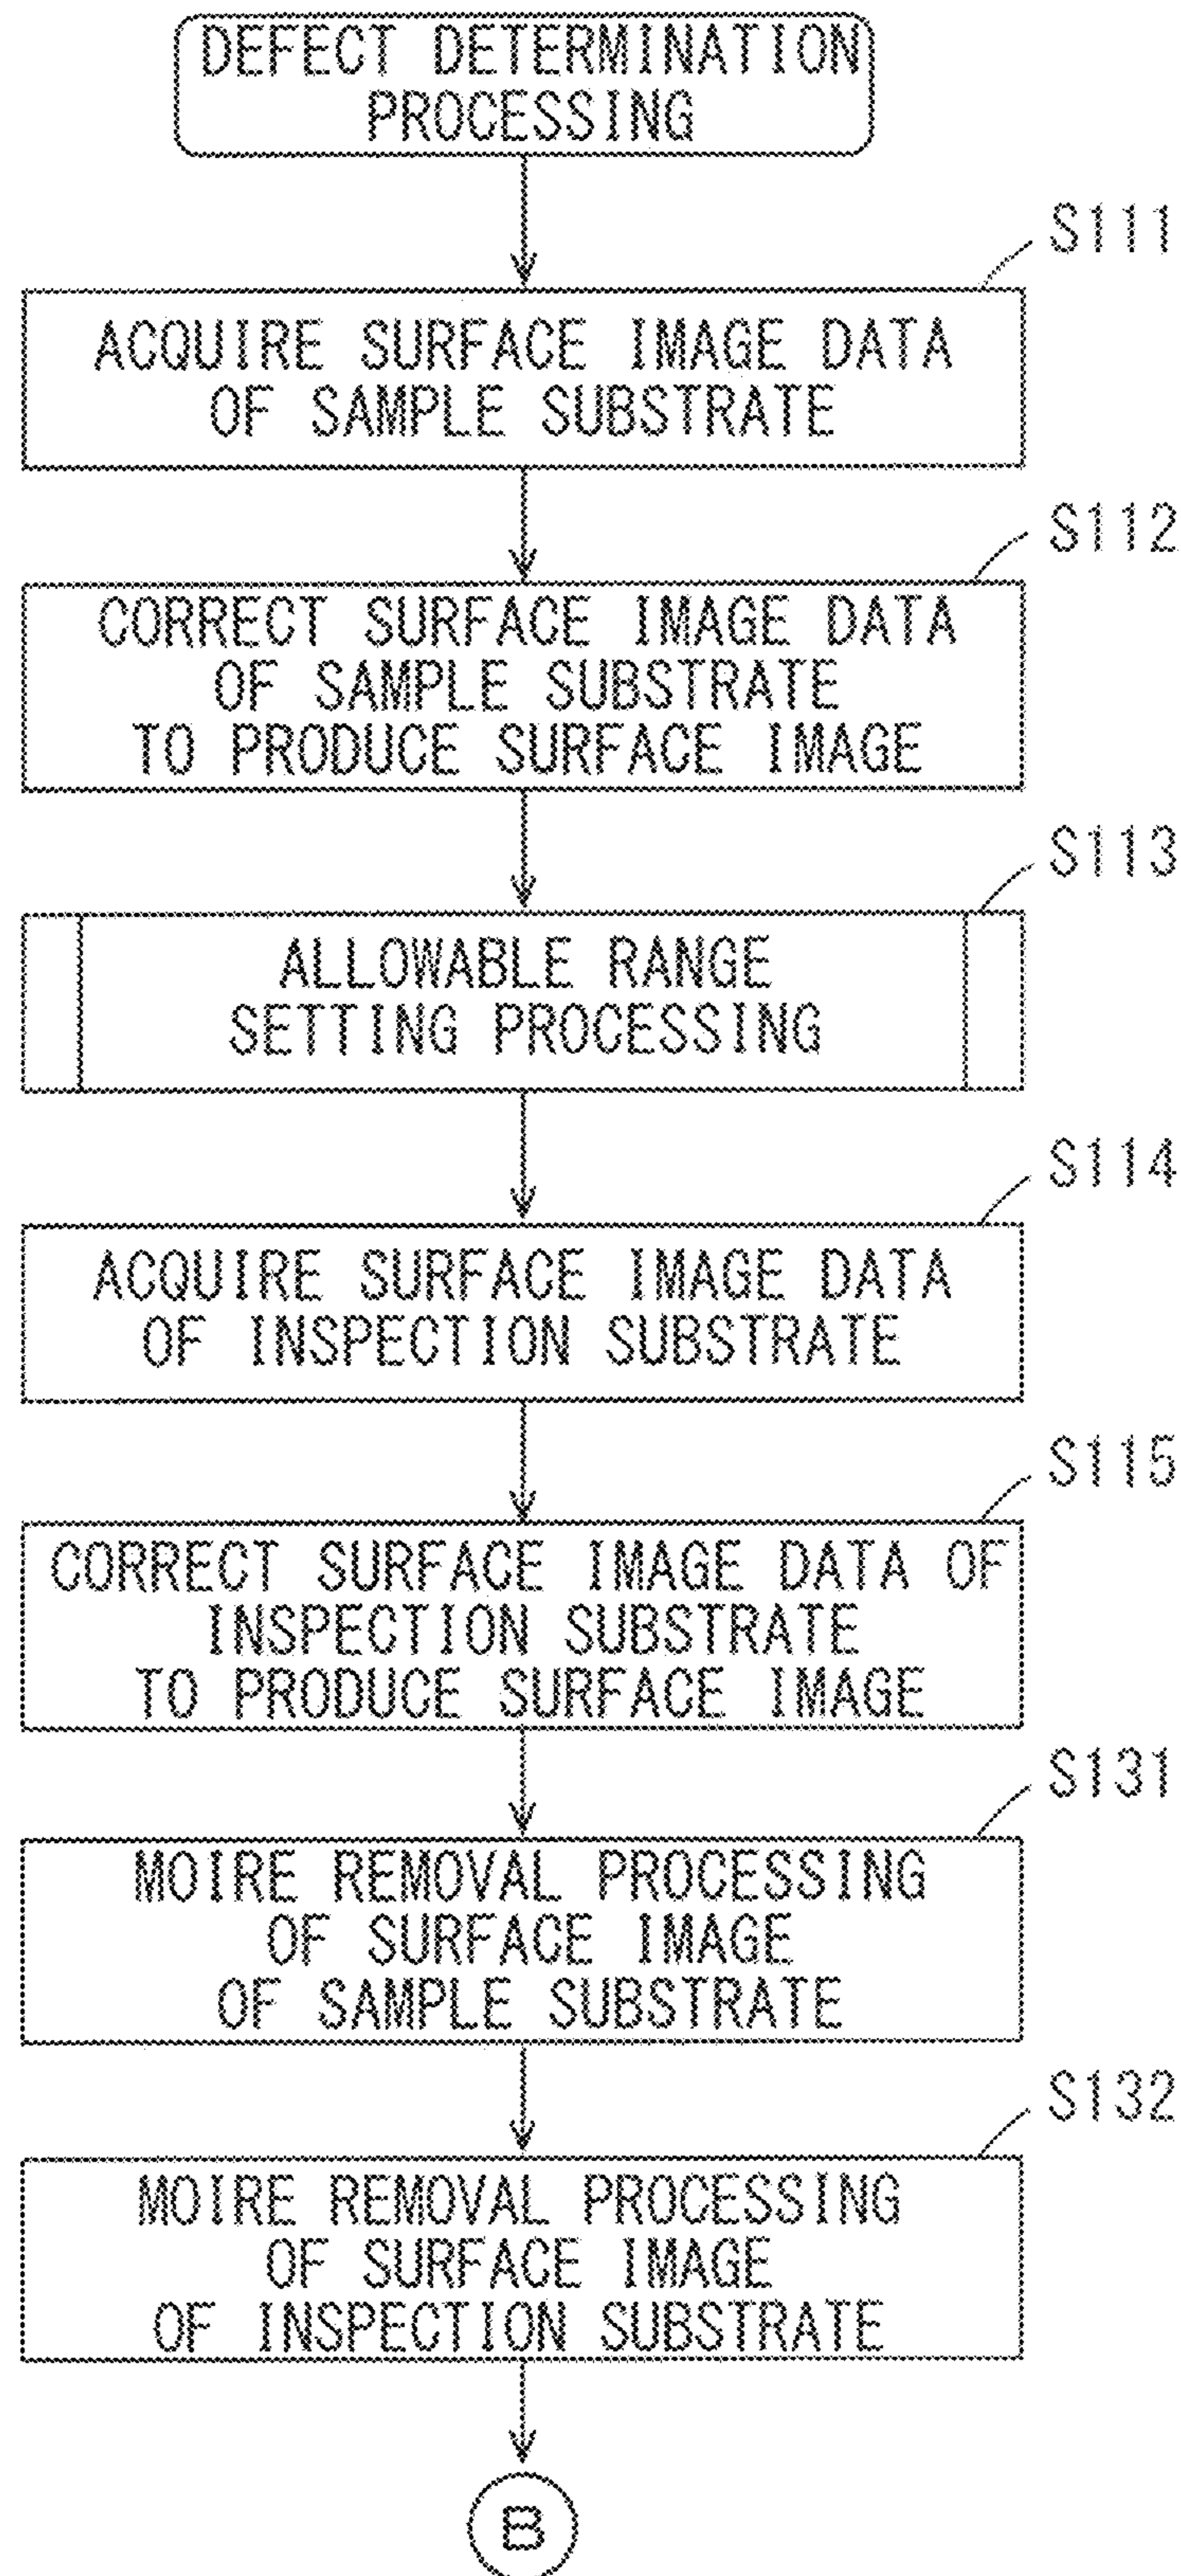 DEFECT DETERMINATION
PROCESSING
S111
ACQUIRE SURFACE IMAGE DATA
OF SAMPLE SUBSTRATE
S112
CORRECT SURFACE IMAGE DATA
OF SAMPLE SUBSTRATE
TO PRODUCE SURFACE IMAGE
S113
ALLOWABLE RANGE
SETTING PROCESSING
S114
ACQUIRE SURFACE IMAGE DATA
OF INSPECTION SUBSTRATE
S115
CORRECT SURFACE IMAGE DATA OF
INSPECTION SUBSTRATE
TO PRODUCE SURFACE IMAGE
S131
MOIRE REMOVAL PROCESSING
OF SURFACE IMAGE
OF SAMPLE SUBSTRATE
S132
MOIRE REMOVAL PROCESSING
OF SURFACE IMAGE
OF INSPECTION SUBSTRATE
B